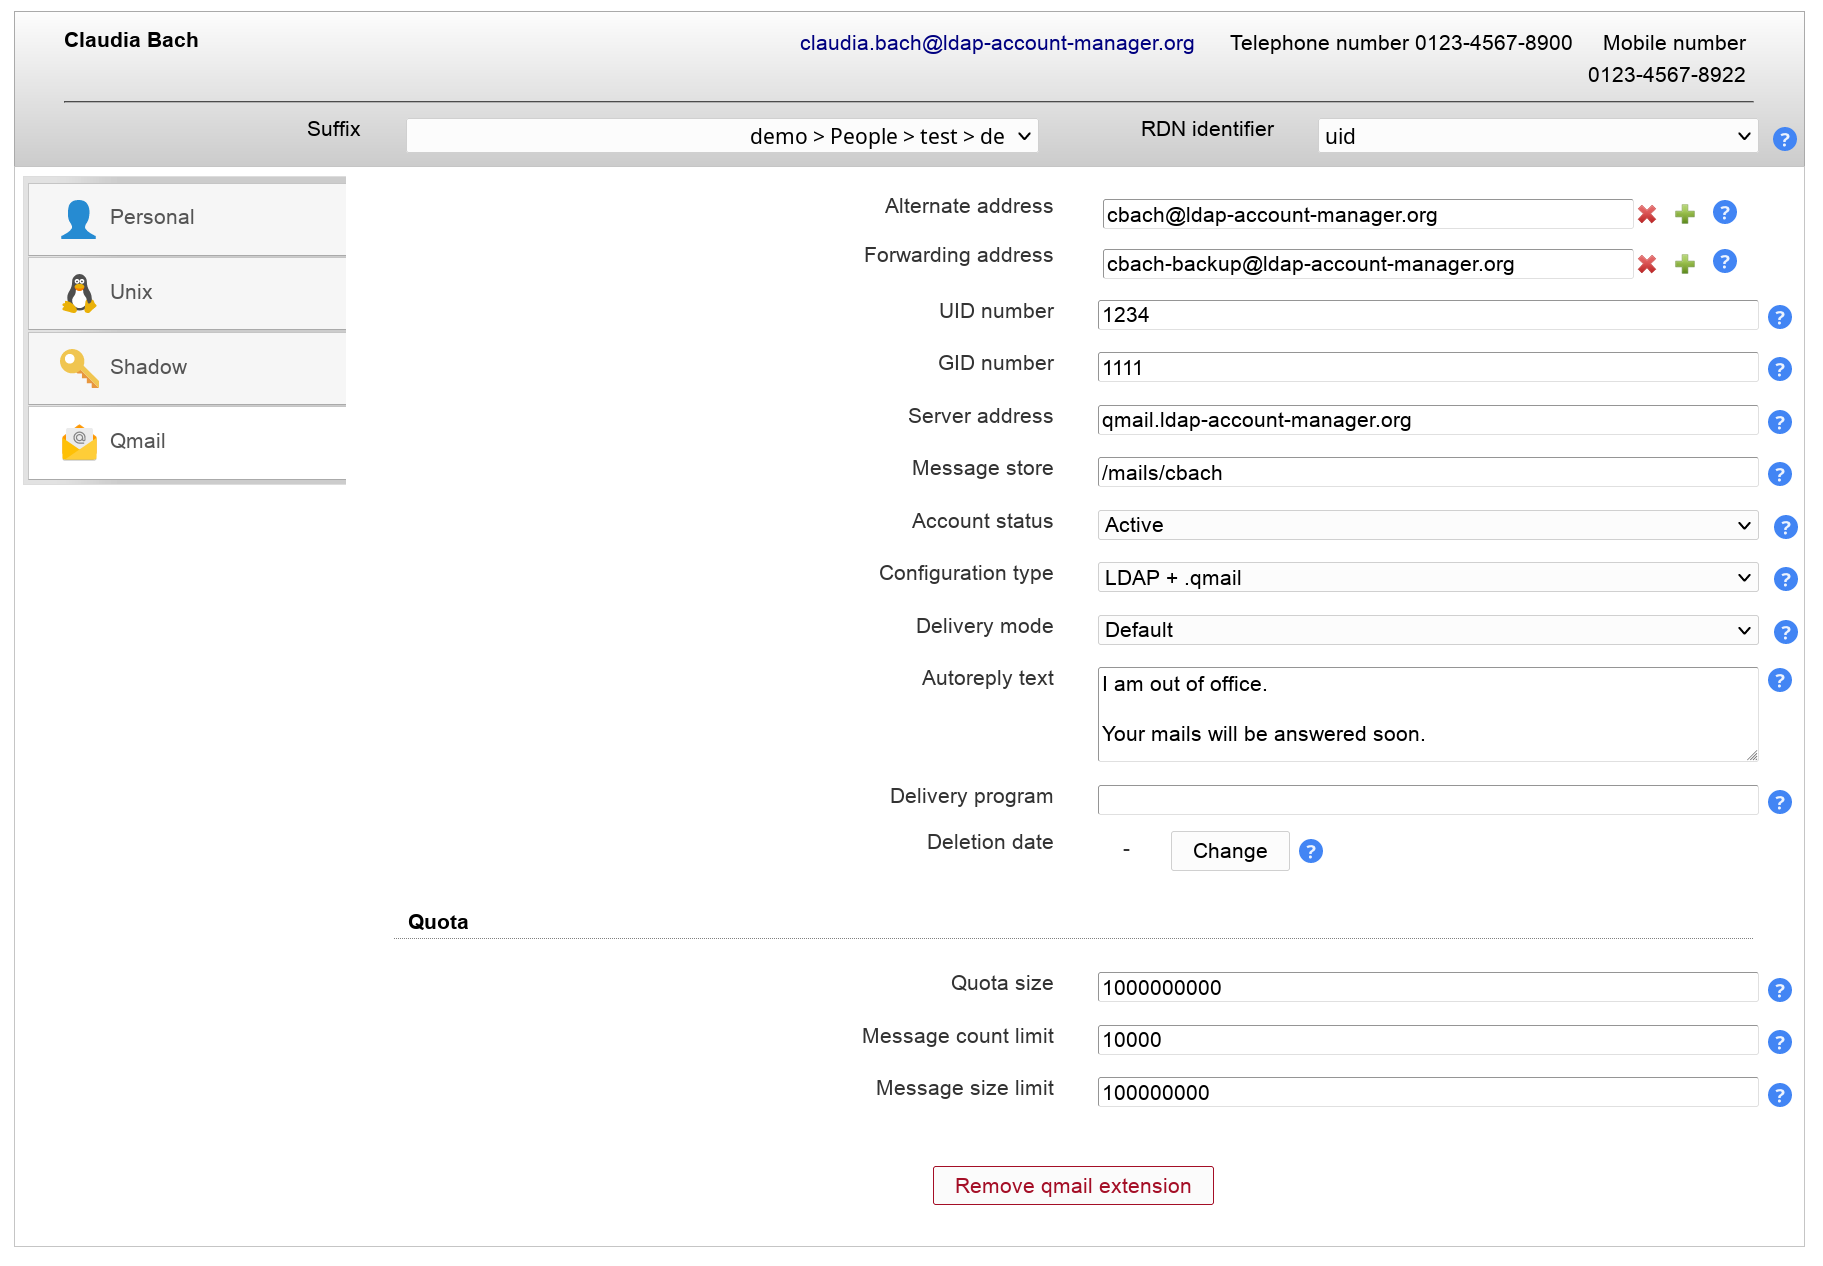 Claudia Bach
claudia.bach@ldap-account-manager.org Telephone number 0123-4567-8900 Mobile number
0123-4567-8922
Suffix demo > People > test > de RDN identifier uid ?
Personal
Unix
Shadow
@ Qmail
Alternate address cbach@ldap-account-manager.org ?
Forwarding address cbach-backup@ldap-account-manager.org ?
UID number 1234 ?
GID number 1111 ?
Server address qmail.ldap-account-manager.org ?
Message store /mails/cbach ?
Account status Active ?
Configuration type LDAP + .qmail ?
Delivery mode Default ?
Autoreply text I am out of office. ?
Your mails will be answered soon.
Delivery program ?
Deletion date - Change ?
Quota
Quota size 1000000000 ?
Message count limit 10000 ?
Message size limit 100000000 ?
Remove qmail extension